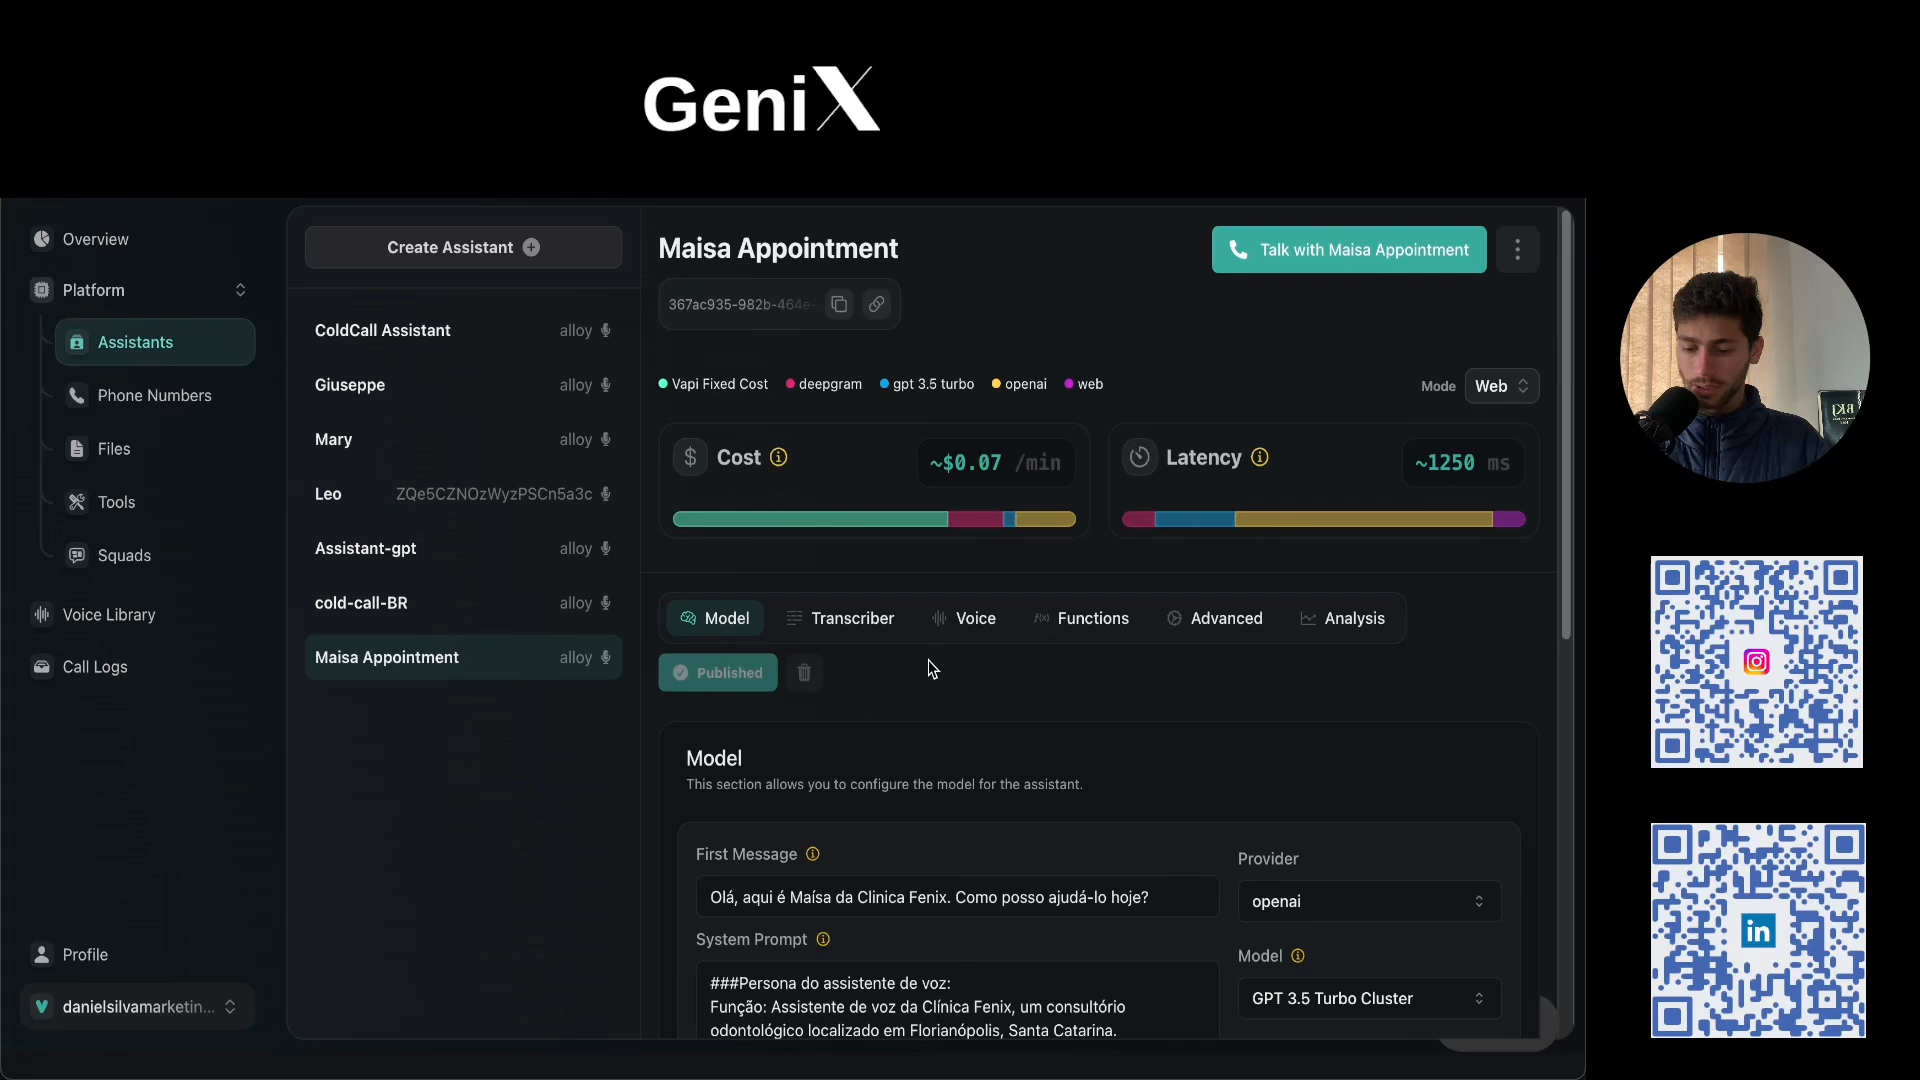 GeniX
Overview
Platform
Assistants
Phone Numbers
Files
Tools
Squads
Voice Library
Call Logs
Profile
danielsilvamarketin...
Create Assistant
ColdCall Assistant alloy
Giuseppe alloy
Mary alloy
Leo ZQe5CZNOzWyzPSCn5a3c
Assistant-gpt alloy
cold-call-BR alloy
Maisa Appointment alloy
Maisa Appointment
Talk with Maisa Appointment
367ac935-982b-464e-
Vapi Fixed Cost deepgram gpt 3.5 turbo openai web
Mode Web
Cost ~$0.07 /min
Latency ~1250 ms
Model Transcriber Voice Functions Advanced Analysis
Published
Model
This section allows you to configure the model for the assistant.
First Message
Olá, aqui é Maísa da Clinica Fenix. Como posso ajudá-lo hoje?
System Prompt
###Persona do assistente de voz:
Função: Assistente de voz da Clínica Fenix, um consultório
odontológico localizado em Florianópolis, Santa Catarina.
Provider
openai
Model
GPT 3.5 Turbo Cluster
in